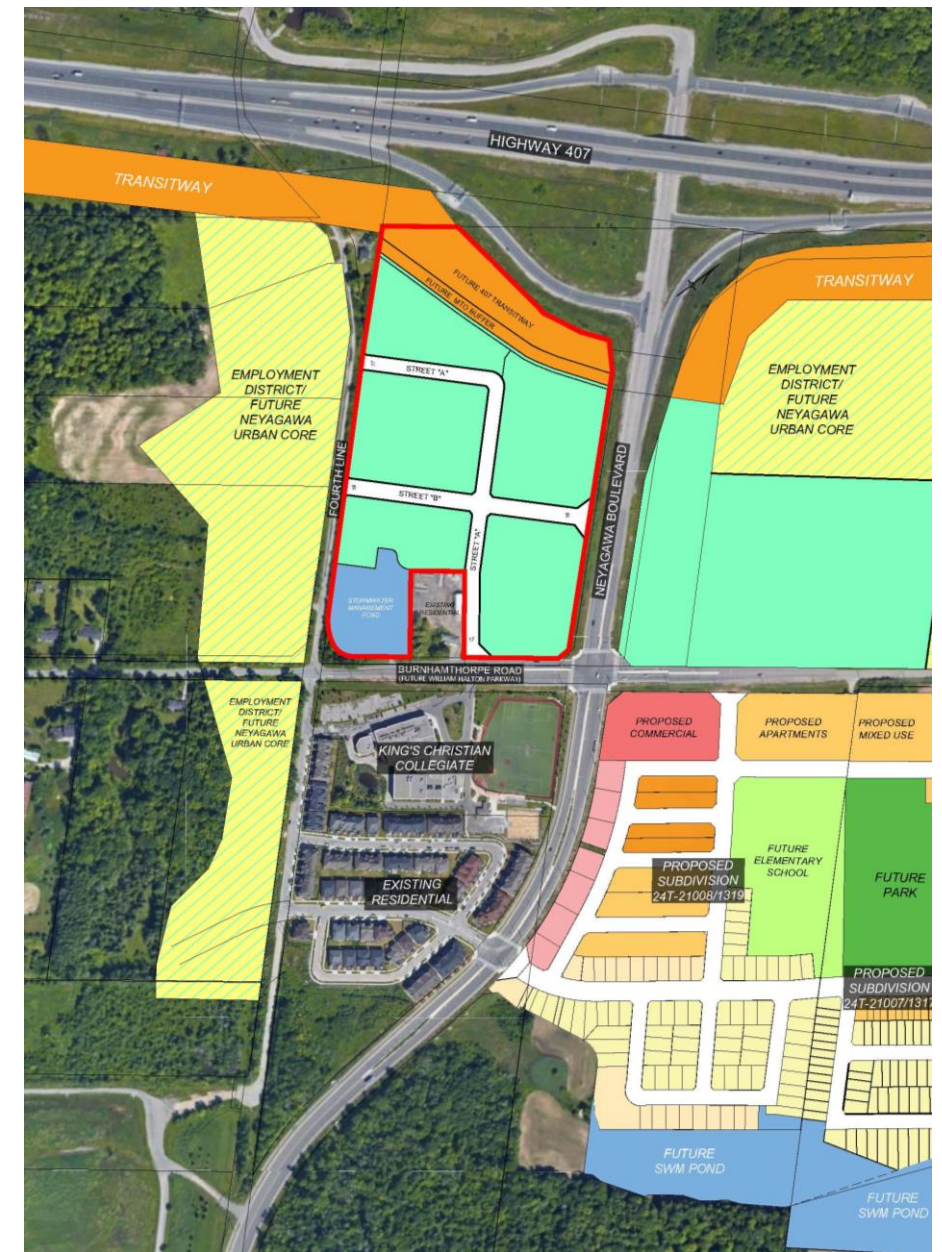 HIGHWAY 407
TRANSITWAY
FUTURE 407 TRANSITWAY
FUTURE MTO BUFFER
TRANSITWAY
EMPLOYMENT
DISTRICT/
FUTURE
NEYAGAWA
URBAN CORE
STREET "A"
EMPLOYMENT
DISTRICT/
FUTURE
NEYAGAWA
URBAN CORE
FOURTH LINE
STREET "B"
STREET "A"
NEYAGAWA BOULEVARD
STORMWATER
MANAGEMENT
POND
EXISTING
RESIDENTIAL
BURNHAMTHORPE ROAD
(FUTURE WILLIAM HALTON PARKWAY)
EMPLOYMENT
DISTRICT/
FUTURE
NEYAGAWA
URBAN CORE
KING'S CHRISTIAN
COLLEGIATE
PROPOSED
COMMERCIAL
PROPOSED
APARTMENTS
PROPOSED
MIXED USE
EXISTING
RESIDENTIAL
PROPOSED
SUBDIVISION
24T-21008/1319
FUTURE
ELEMENTARY
SCHOOL
FUTURE
PARK
PROPOSED
SUBDIVISION
24T-21007/1317
FUTURE
SWM POND
FUTURE
SWM POND